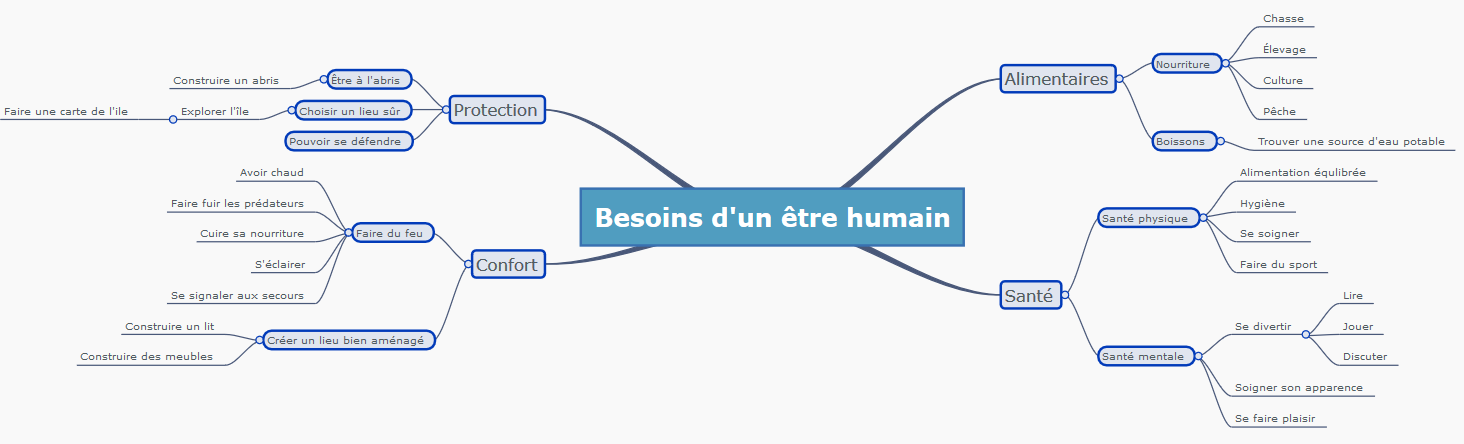 Besoins d'un être humain
Alimentaires
Nourriture
Chasse
Élevage
Culture
Pêche
Boissons
Trouver une source d'eau potable
Santé
Santé physique
Alimentation équlibrée
Hygiène
Se soigner
Faire du sport
Santé mentale
Se divertir
Lire
Jouer
Discuter
Soigner son apparence
Se faire plaisir
Protection
Être à l'abris
Construire un abris
Choisir un lieu sûr
Explorer l'île
Faire une carte de l'ile
Pouvoir se défendre
Confort
Faire du feu
Avoir chaud
Faire fuir les prédateurs
Cuire sa nourriture
S'éclairer
Se signaler aux secours
Créer un lieu bien aménagé
Construire un lit
Construire des meubles